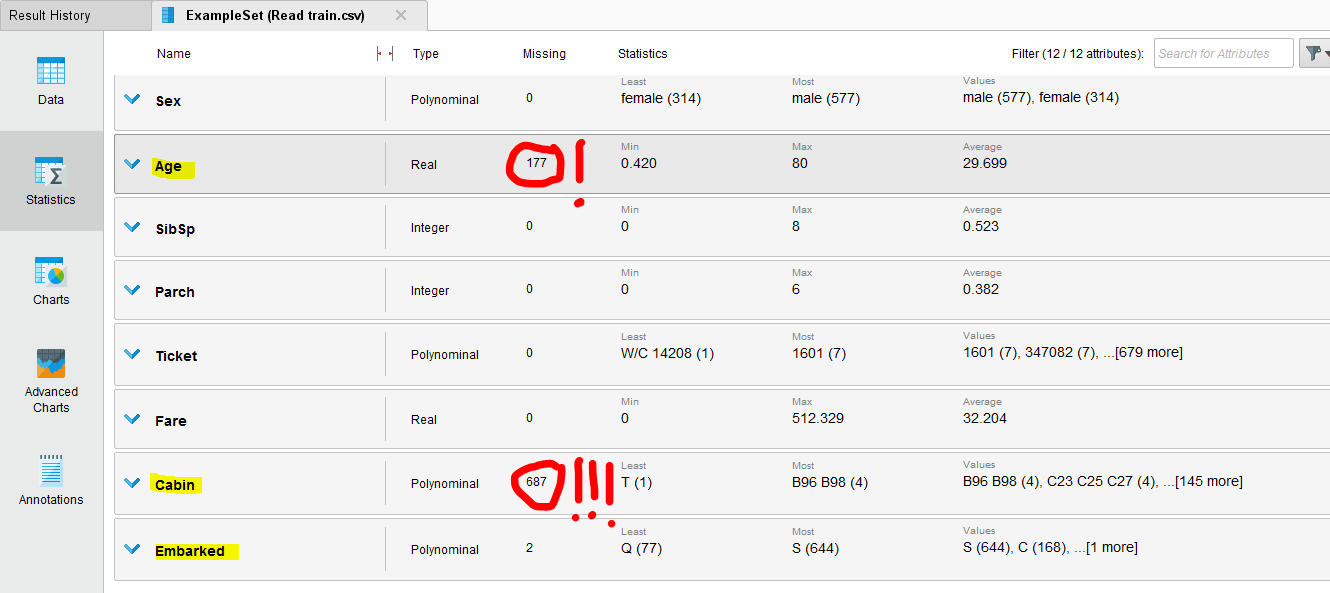 Result History
ExampleSet (Read train.csv)
Name Type Missing Statistics Filter (12 / 12 attributes): Search for Attributes
Data
Statistics
Charts
Advanced
Charts
Annotations
Least Most Values
Sex Polynominal 0 female (314) male (577) male (577), female (314)
Min Max Average
Age Real 177 ! 0.420 80 29.699
Min Max Average
SibSp Integer 0 0 8 0.523
Min Max Average
Parch Integer 0 0 6 0.382
Least Most Values
Ticket Polynominal 0 W/C 14208 (1) 1601 (7) 1601 (7), 347082 (7), ...[679 more]
Min Max Average
Fare Real 0 0 512.329 32.204
Least Most Values
Cabin Polynominal 687 !!! T (1) B96 B98 (4) B96 B98 (4), C23 C25 C27 (4), ...[145 more]
Least Most Values
Embarked Polynominal 2 Q (77) S (644) S (644), C (168), ...[1 more]